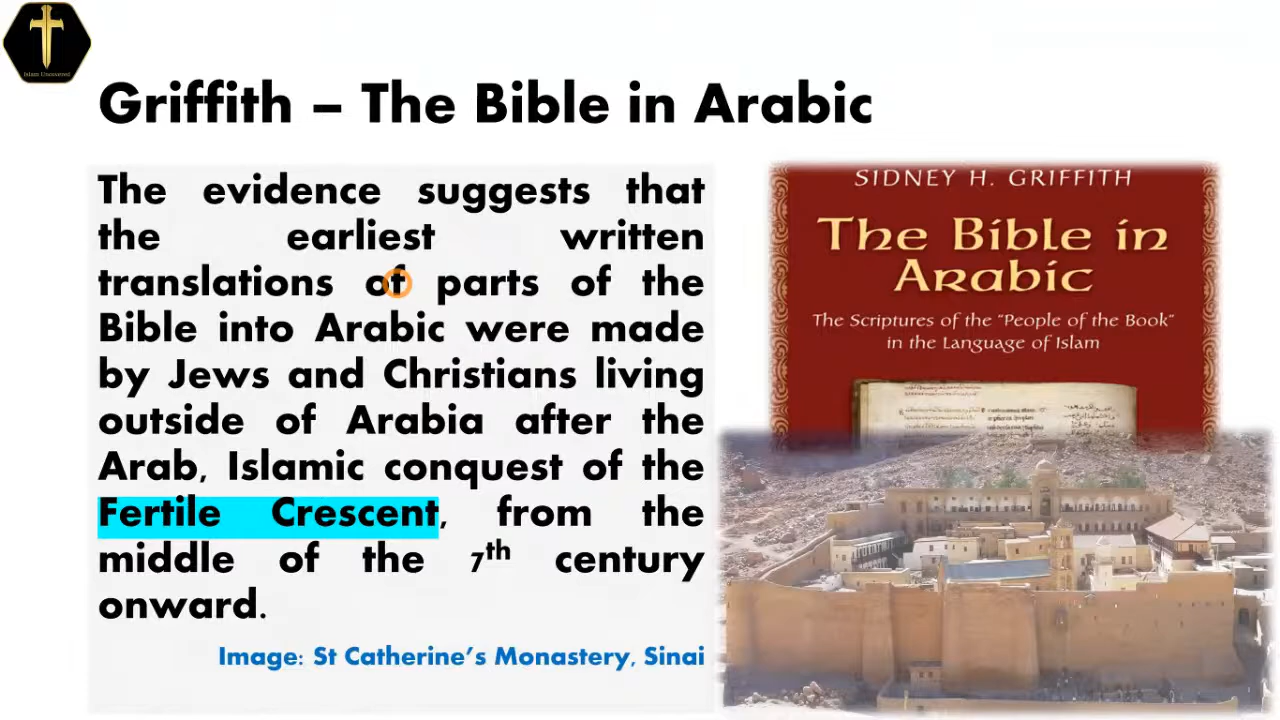 Islam Uncovered
Griffith – The Bible in Arabic
The evidence suggests that
the earliest written
translations of parts of the
Bible into Arabic were made
by Jews and Christians living
outside of Arabia after the
Arab, Islamic conquest of the
Fertile Crescent, from the
middle of the 7th century
onward.
Image: St Catherine’s Monastery, Sinai
SIDNEY H. GRIFFITH
The Bible in
Arabic
The Scriptures of the “People of the Book”
in the Language of Islam